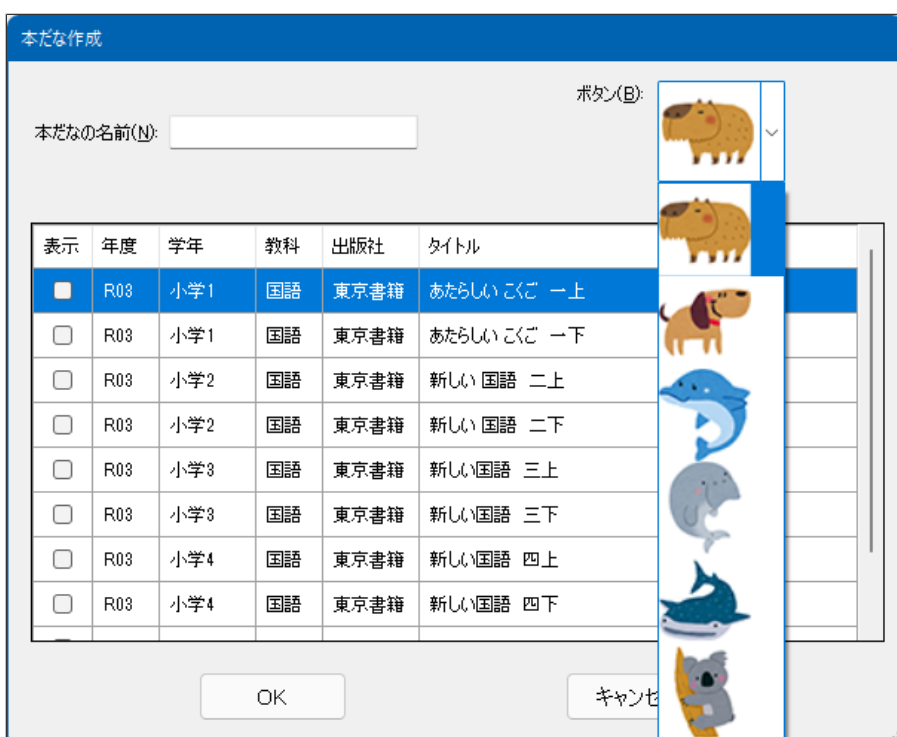 本だな作成
ボタン(B):
本だなの名前(N):
表示 年度 学年 教科 出版社 タイトル
R03 小学1 国語 東京書籍 あたらしい こくご 一上
R03 小学1 国語 東京書籍 あたらしい こくご 一下
R03 小学2 国語 東京書籍 新しい 国語 二上
R03 小学2 国語 東京書籍 新しい 国語 二下
R03 小学3 国語 東京書籍 新しい国語 三上
R03 小学3 国語 東京書籍 新しい国語 三下
R03 小学4 国語 東京書籍 新しい国語 四上
R03 小学4 国語 東京書籍 新しい国語 四下
OK キャンセ